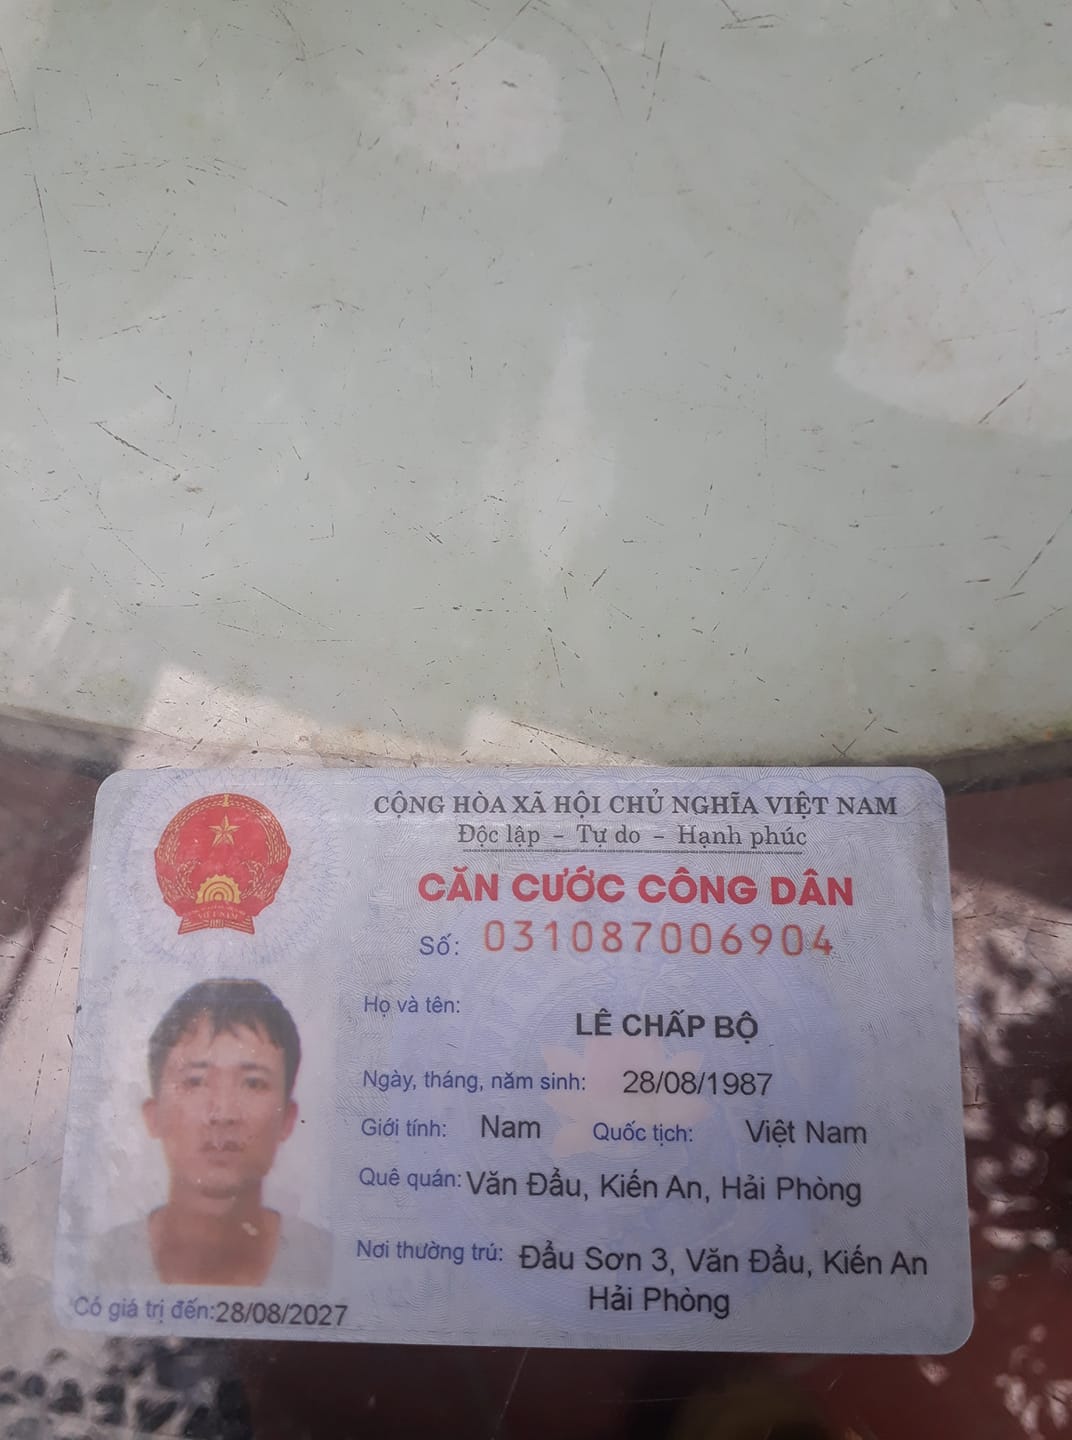 CỘNG HÒA XÃ HỘI CHỦ NGHĨA VIỆT NAM
Độc lập - Tự do - Hạnh phúc
CĂN CƯỚC CÔNG DÂN
Số: 031087006904
Họ và tên:
LÊ CHẤP BỘ
Ngày, tháng, năm sinh: 28/08/1987
Giới tính: Nam Quốc tịch: Việt Nam
Quê quán: Văn Đẩu, Kiến An, Hải Phòng
Nơi thường trú: Đẩu Sơn 3, Văn Đẩu, Kiến An
Hải Phòng
Có giá trị đến: 28/08/2027
VIỆT NAM